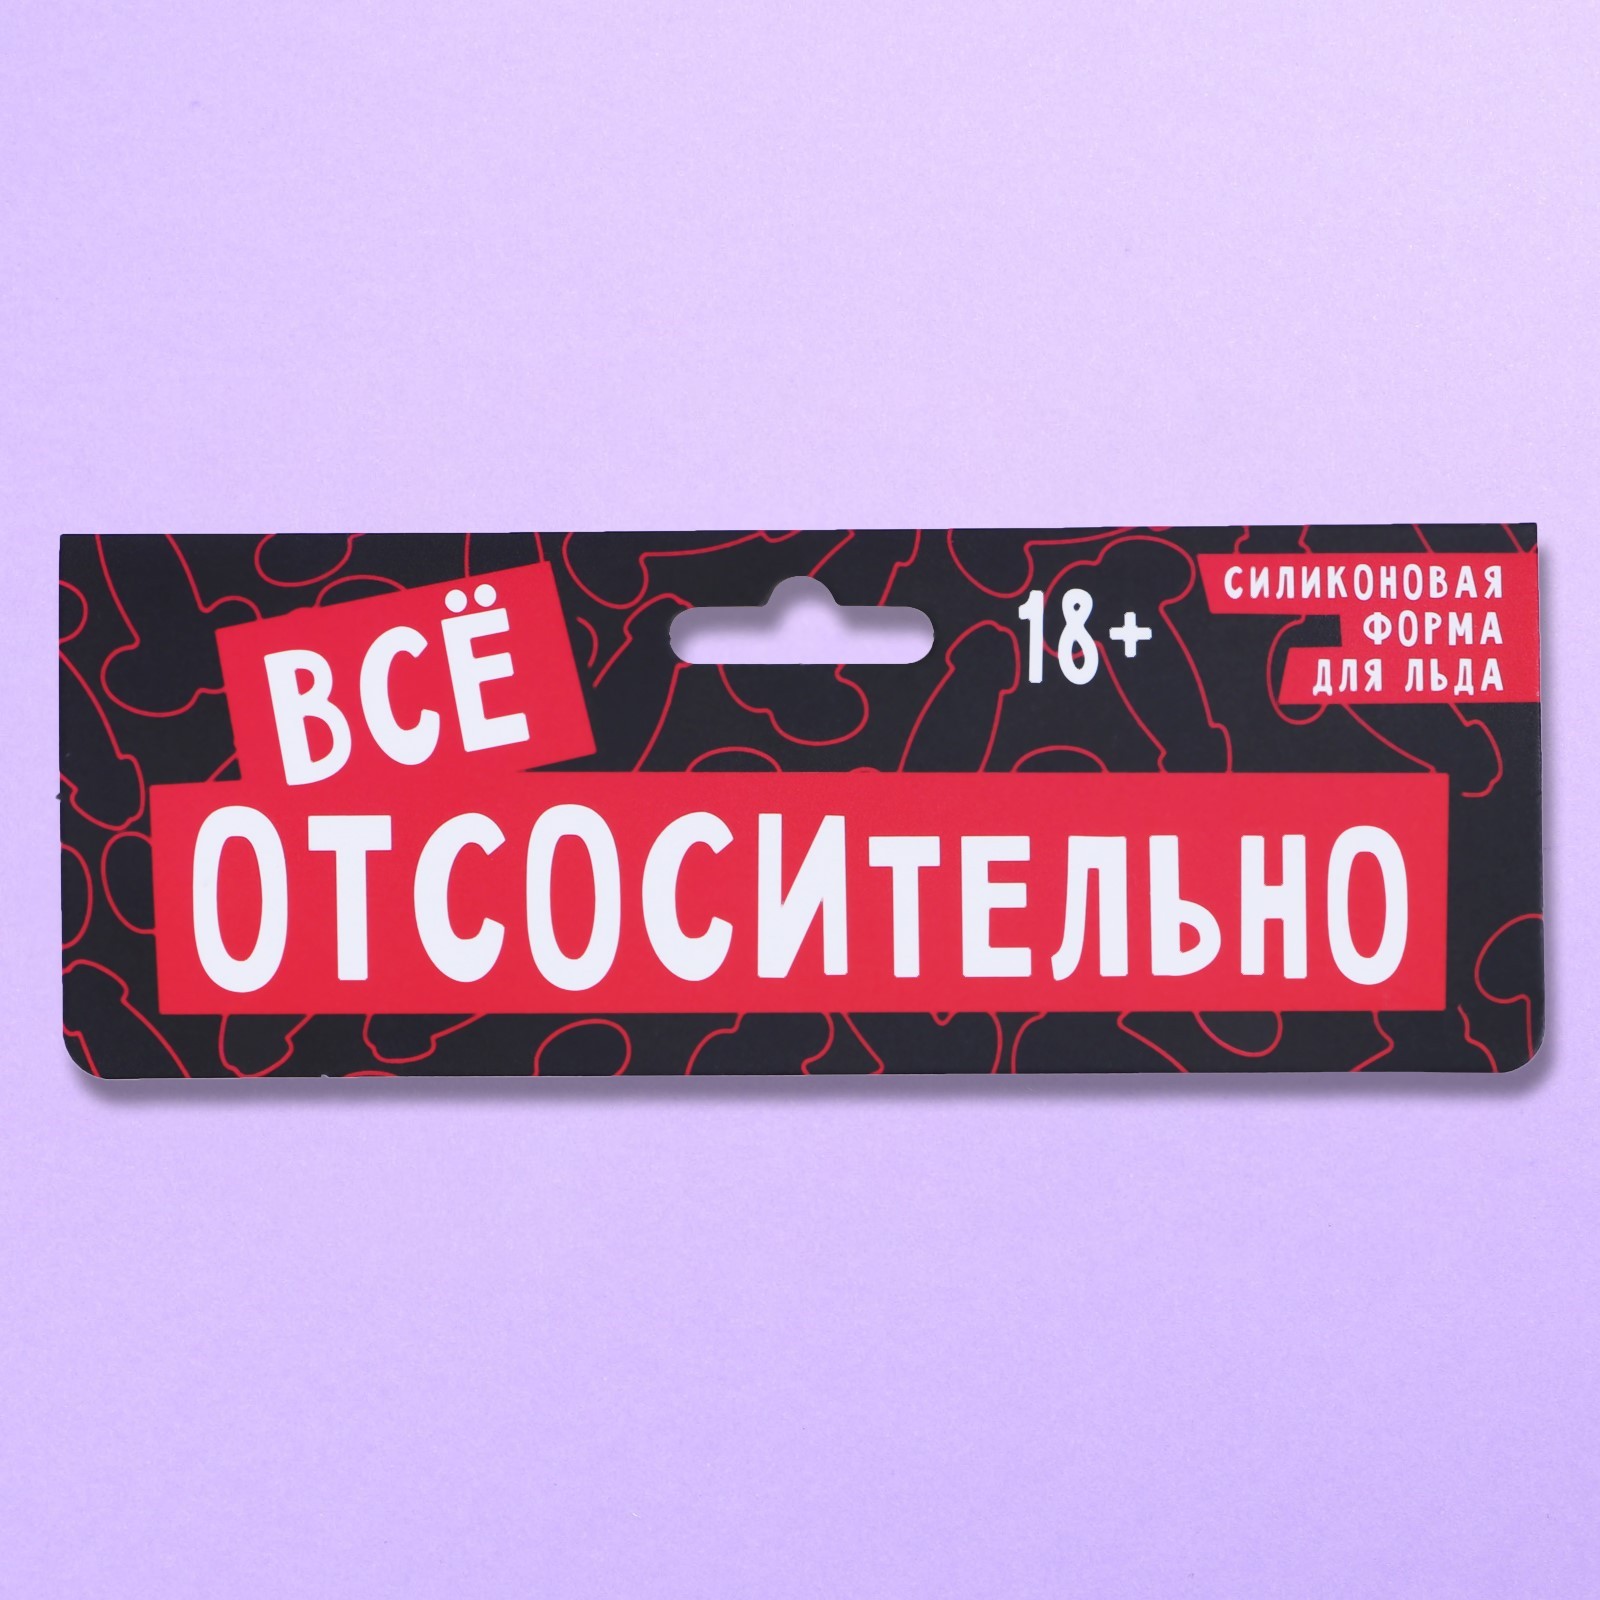 ВСЁ
ОТСОСИТЕЛЬНО
18+
СИЛИКОНОВАЯ
ФОРМА
ДЛЯ ЛЬДА